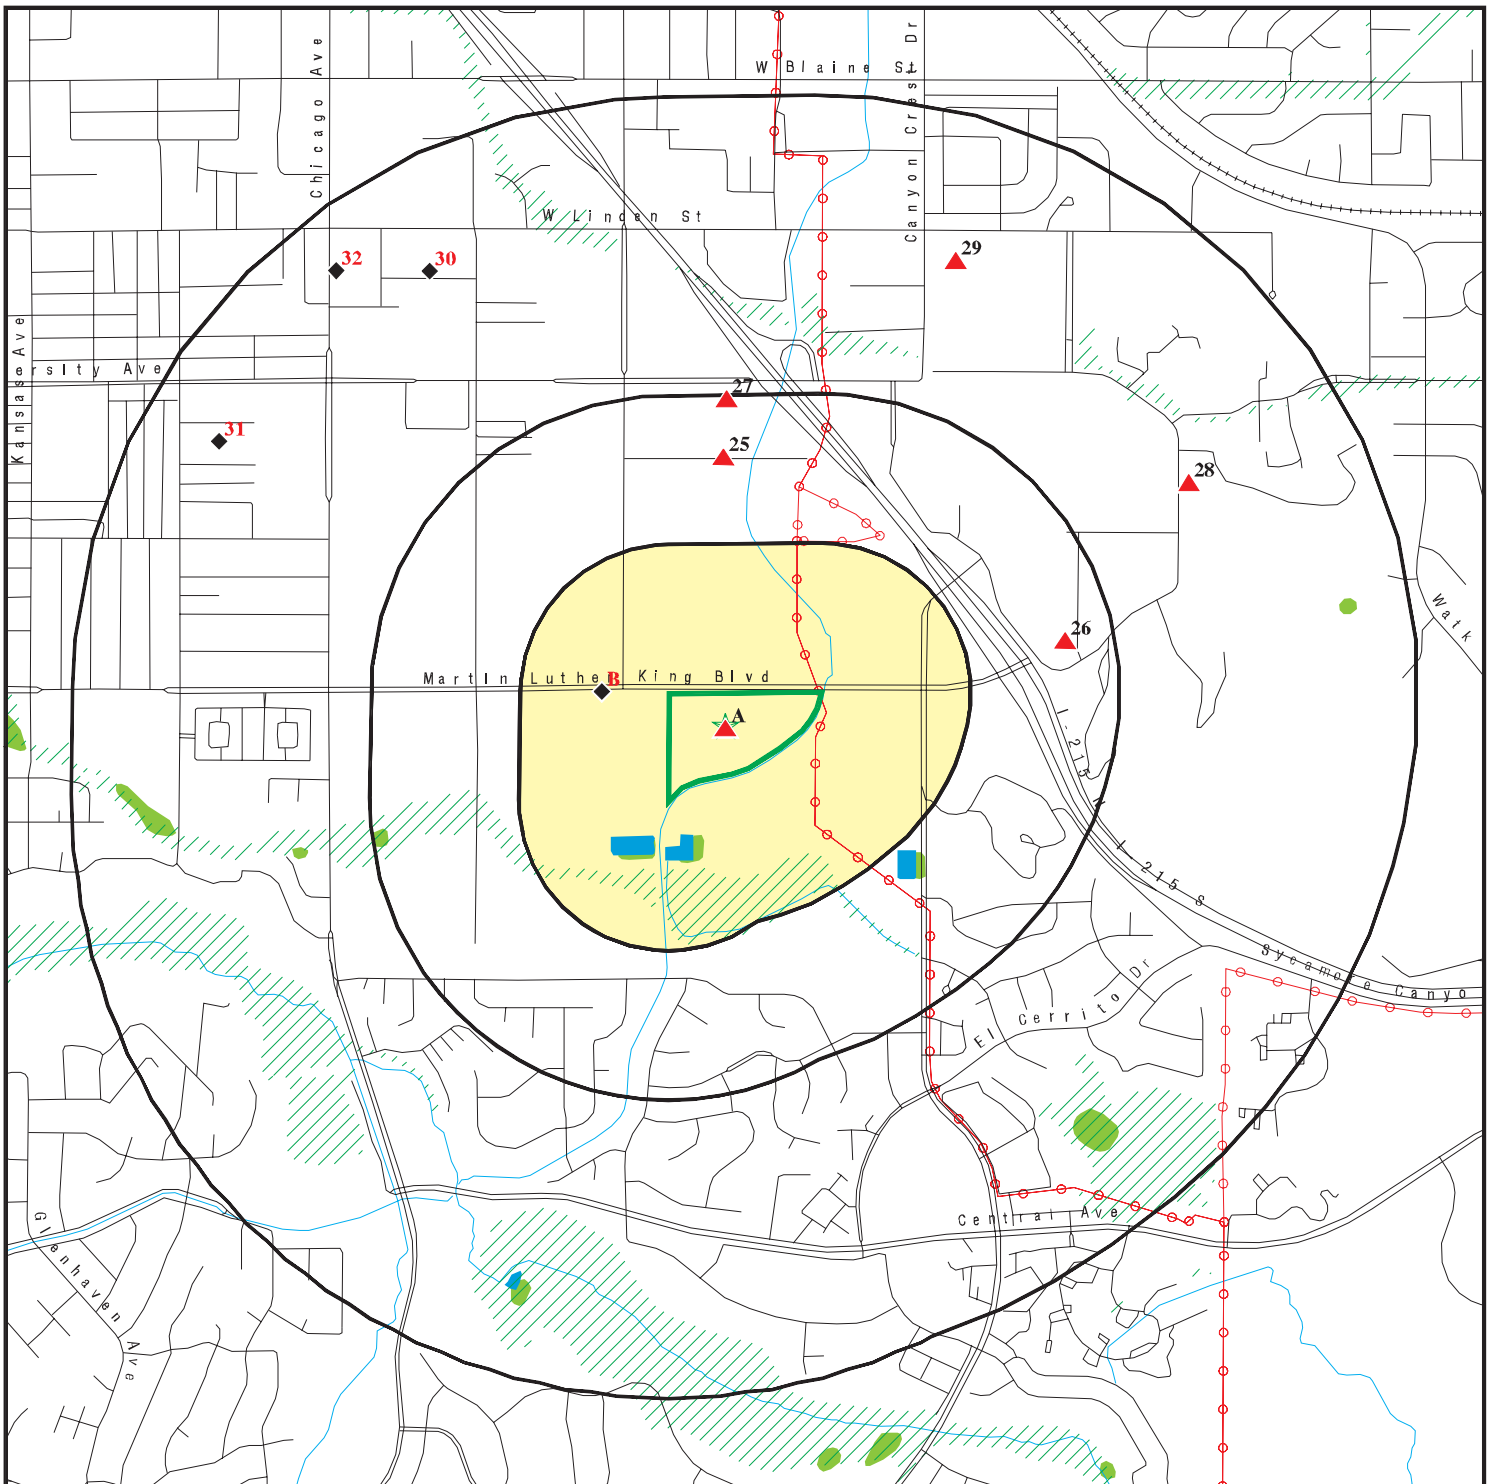 W Blaine St
Chicago Ave
Canyon Crest Dr
W Linden St
29
32
30
Kansas Ave
ersity Ave
27
31
25
28
Watk
26
Martin Luther King Blvd
B
A
I-215 N
I-215 S
Sycamore Canyo
El Cerrito Dr
Central Ave
Glenhaven Ave